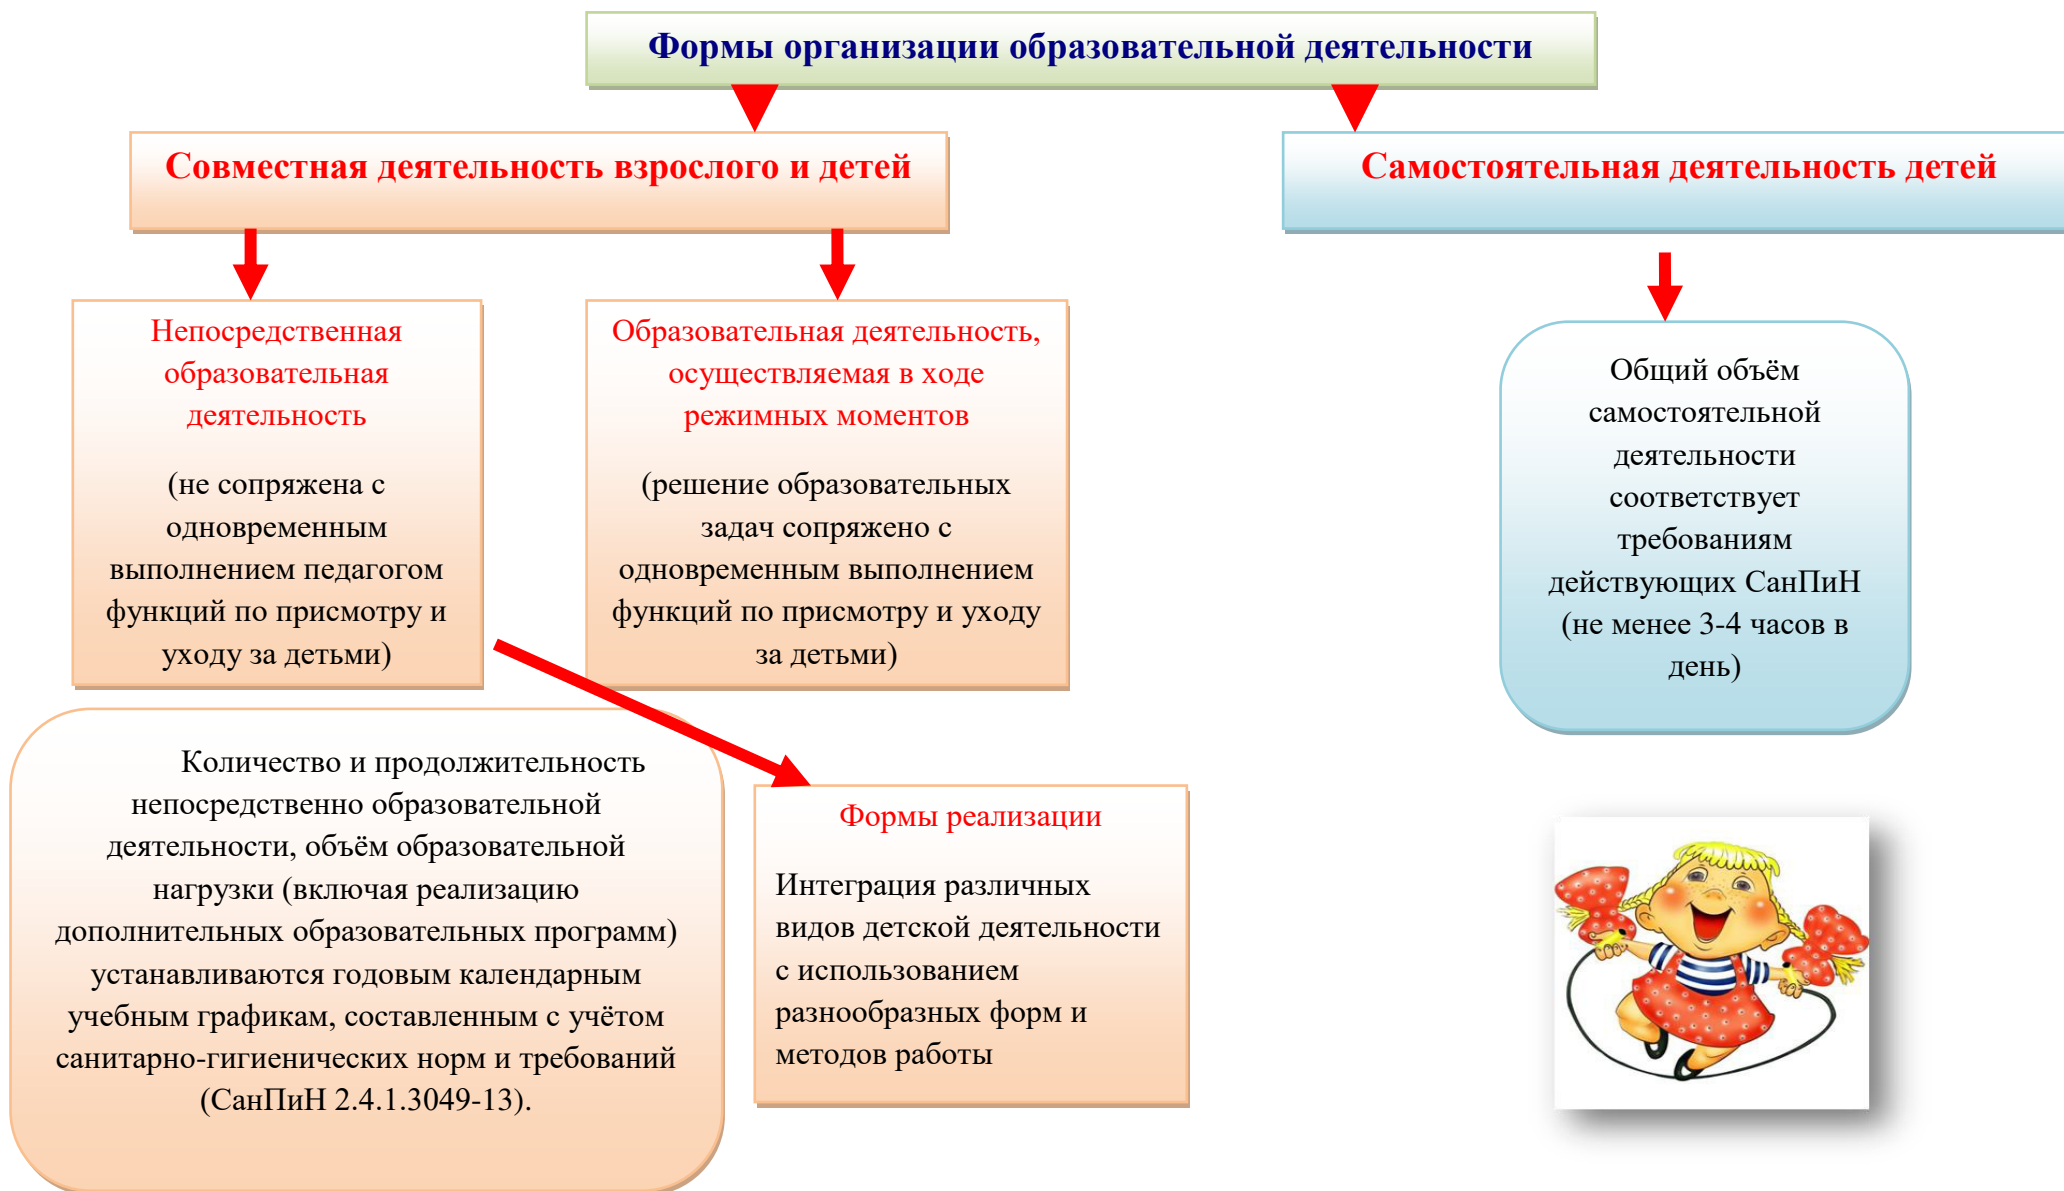 Формы организации образовательной деятельности
Совместная деятельность взрослого и детей
Самостоятельная деятельность детей
Непосредственная
образовательная
деятельность
(не сопряжена с
одновременным
выполнением педагогом
функций по присмотру и
уходу за детьми)
Образовательная деятельность,
осуществляемая в ходе
режимных моментов
(решение образовательных
задач сопряжено с
одновременным выполнением
функций по присмотру и уходу
за детьми)
Общий объём
самостоятельной
деятельности
соответствует
требованиям
действующих СанПиН
(не менее 3-4 часов в
день)
Количество и продолжительность
непосредственно образовательной
деятельности, объём образовательной
нагрузки (включая реализацию
дополнительных образовательных программ)
устанавливаются годовым календарным
учебным графикам, составленным с учётом
санитарно-гигиенических норм и требований
(СанПиН 2.4.1.3049-13).
Формы реализации
Интеграция различных
видов детской деятельности
с использованием
разнообразных форм и
методов работы